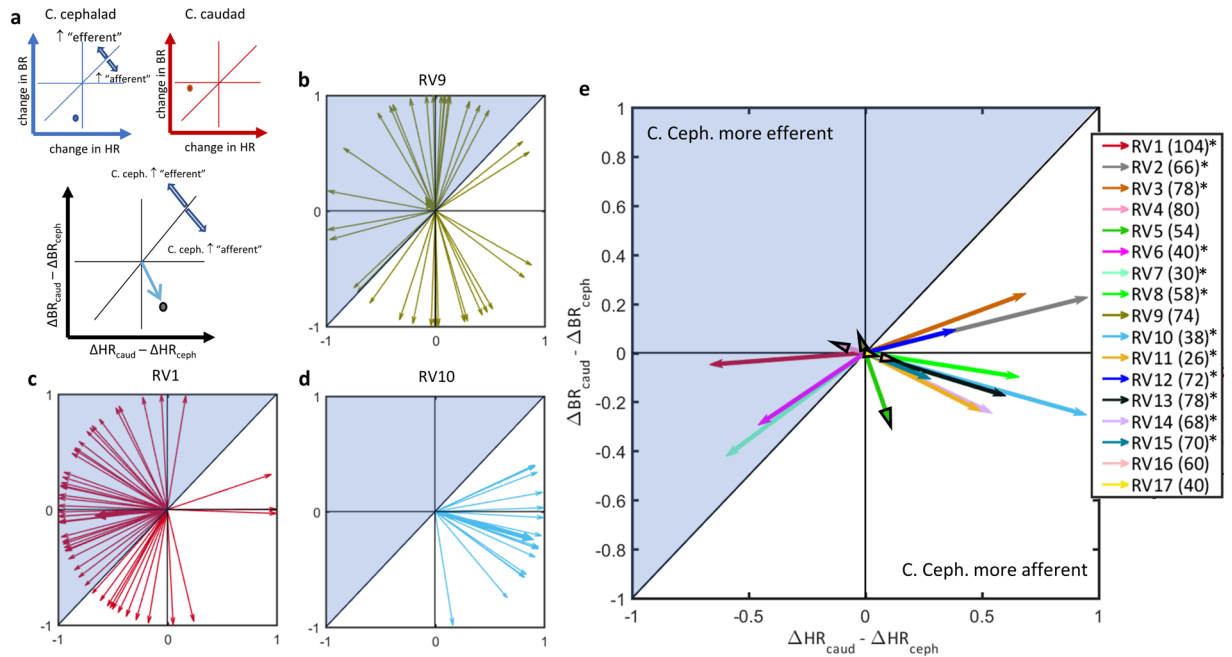 a
C. cephalad
C. caudad
↑ “efferent”
↑ “afferent”
change in BR
change in HR
change in BR
change in HR
C. ceph. ↑ “efferent”
C. ceph. ↑ “afferent”
ΔBRcaud – ΔBRceph
ΔHRcaud – ΔHRceph
b
RV9
1
0
-1
-1
0
1
c
RV1
1
0
-1
-1
0
1
d
RV10
1
0
-1
-1
0
1
e
C. Ceph. more efferent
C. Ceph. more afferent
1
0.8
0.6
0.4
0.2
0
-0.2
-0.4
-0.6
-0.8
-1
-1
-0.5
0
0.5
1
ΔBRcaud - ΔBRceph
ΔHRcaud - ΔHRceph
RV1 (104)*
RV2 (66)*
RV3 (78)*
RV4 (80)
RV5 (54)
RV6 (40)*
RV7 (30)*
RV8 (58)*
RV9 (74)
RV10 (38)*
RV11 (26)*
RV12 (72)*
RV13 (78)*
RV14 (68)*
RV15 (70)*
RV16 (60)
RV17 (40)